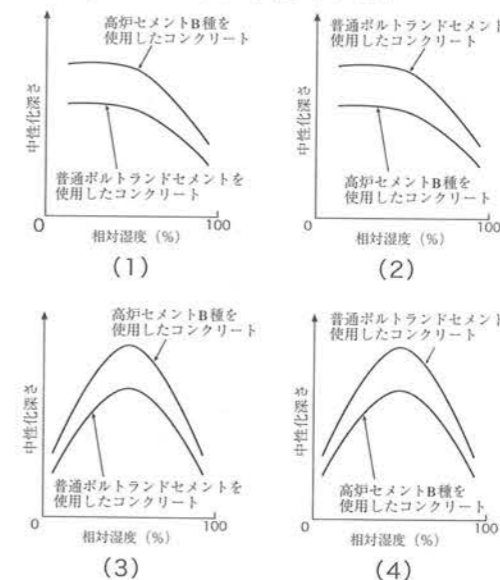 高炉セメントB種を
使用したコンクリート
中性化深さ
普通ポルトランドセメントを
使用したコンクリート
0
100
相対湿度(%)
(1)
普通ポルトランドセメント
使用したコンクリート
中性化深さ
高炉セメントB種を
使用したコンクリート
0
100
相対湿度(%)
(2)
高炉セメントB種を
使用したコンクリート
中性化深さ
普通ポルトランドセメントを
使用したコンクリート
0
100
相対湿度(%)
(3)
普通ポルトランドセメント
使用したコンクリート
中性化深さ
高炉セメントB種を
使用したコンクリート
0
100
相対湿度(%)
(4)